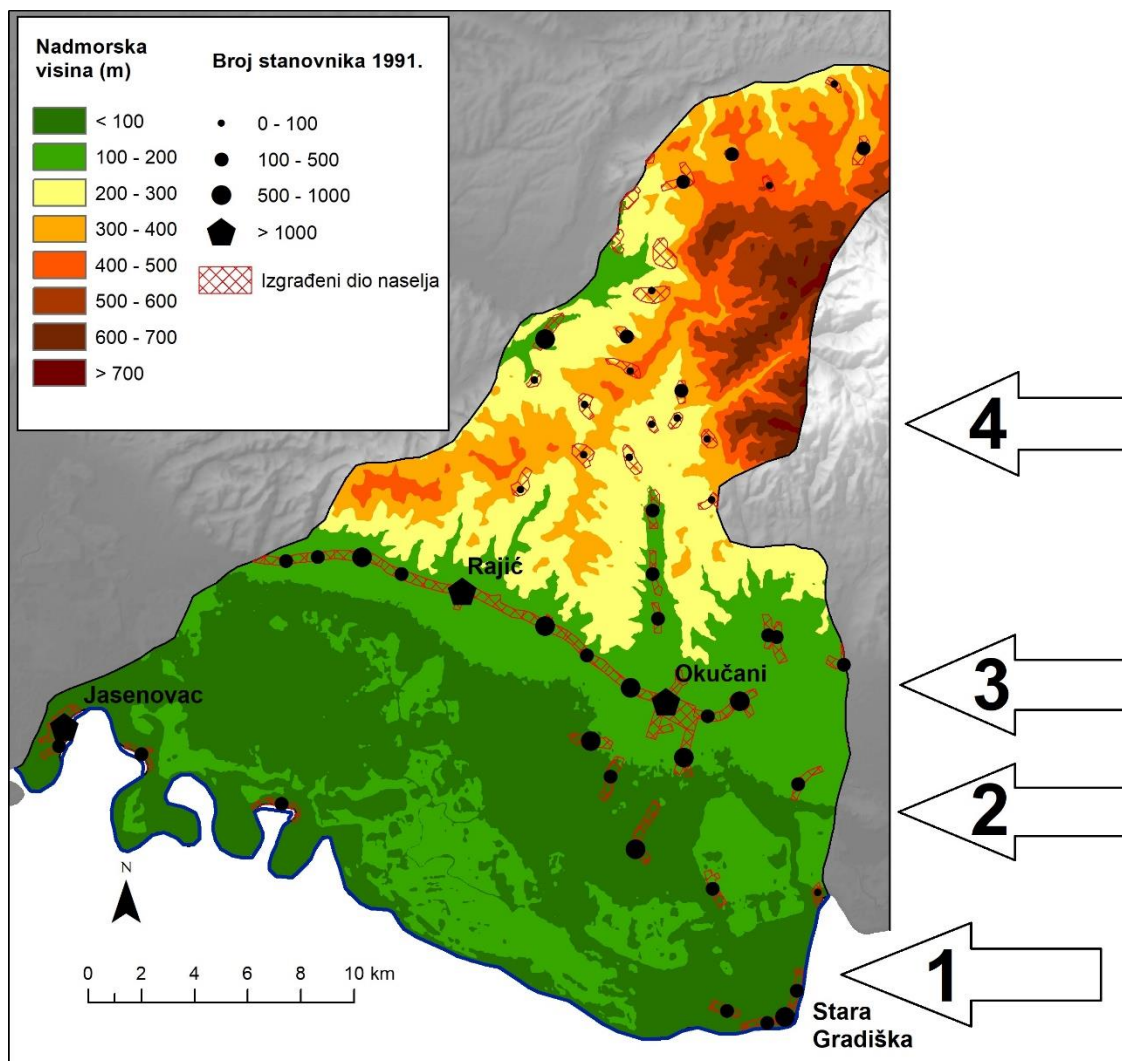 Nadmorska
visina (m)
< 100
100 - 200
200 - 300
300 - 400
400 - 500
500 - 600
600 - 700
> 700
Broj stanovnika 1991.
0 - 100
100 - 500
500 - 1000
> 1000
Izgrađeni dio naselja
4
Rajić
3
Okučani
Jasenovac
2
N
1
0 2 4 6 8 10 km
Stara
Gradiška